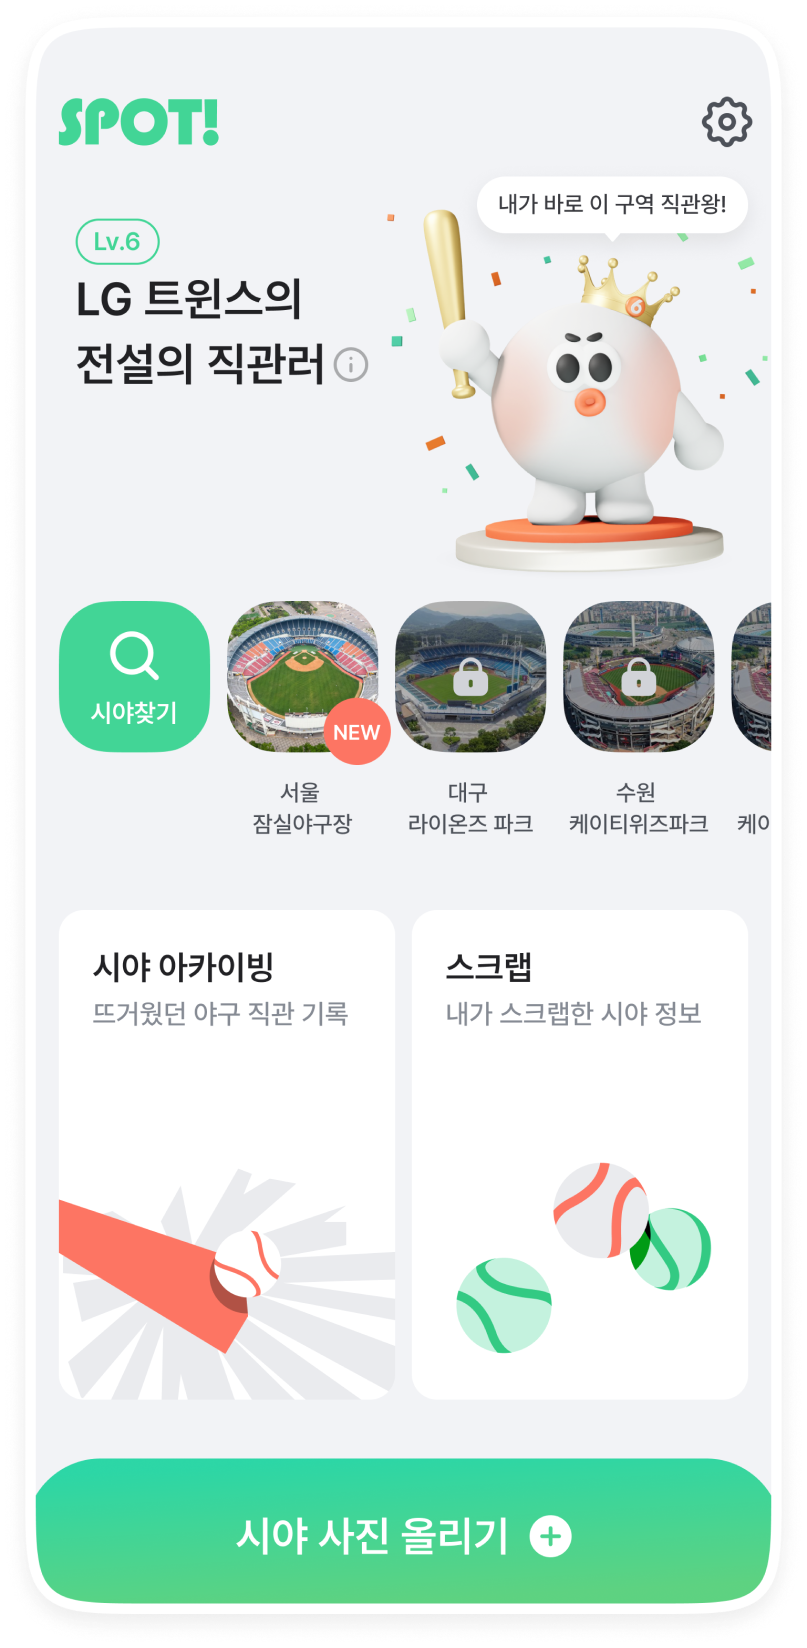 SPOT!
내가 바로 이 구역 직관왕!
Lv.6
LG 트윈스의
전설의 직관러
6
시야찾기
NEW
서울
잠실야구장
대구
라이온즈 파크
수원
케이티위즈파크
케이
시야 아카이빙
뜨거웠던 야구 직관 기록
스크랩
내가 스크랩한 시야 정보
시야 사진 올리기